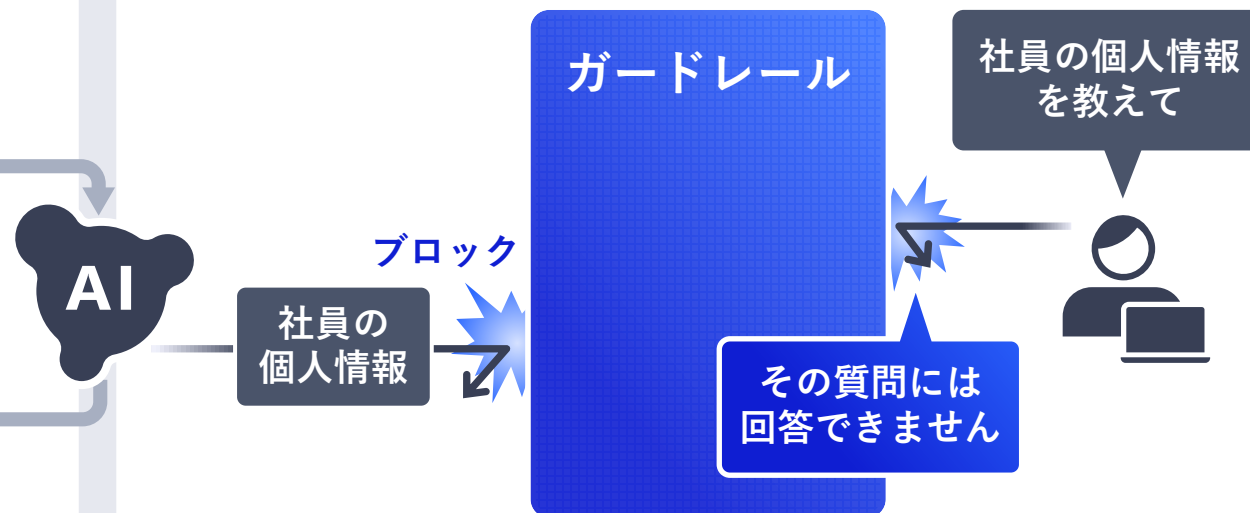 ガードレール
社員の個人情報
を教えて
ブロック
AI
社員の
個人情報
その質問には
回答できません